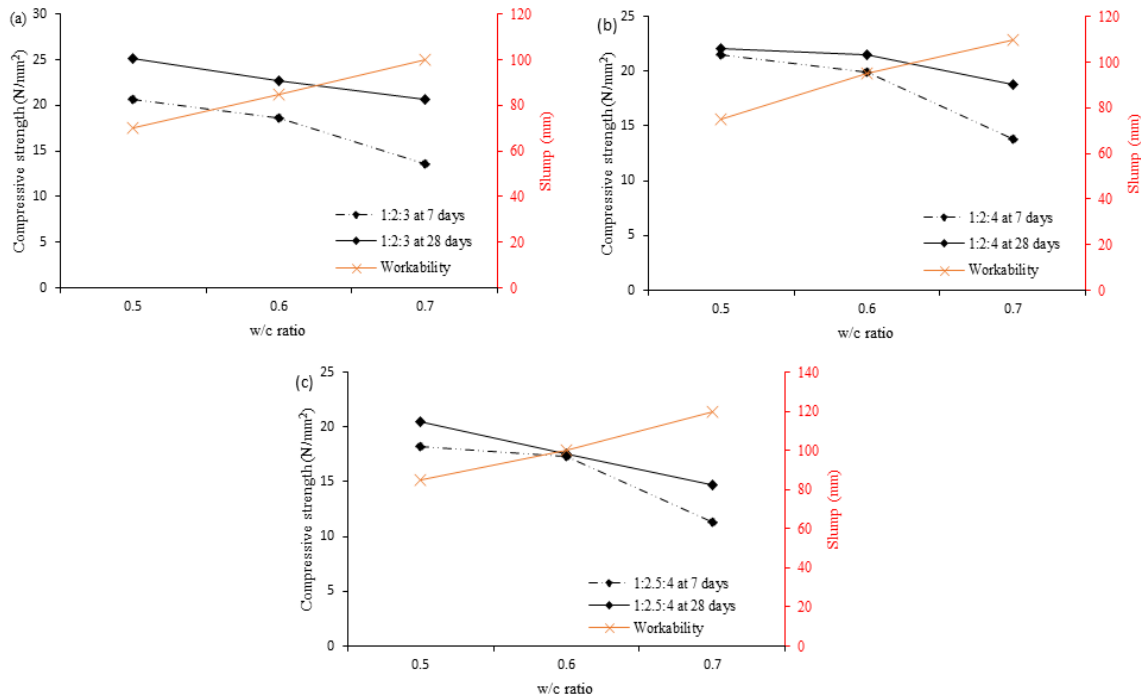 (a)
Compressive strength (N/mm²)
30
25
20
15
10
5
0
0.5
0.6
0.7
w/c ratio
120
100
80
60
40
20
0
Slump (mm)
1:2:3 at 7 days
1:2:3 at 28 days
Workability
(b)
Compressive strength (N/mm²)
25
20
15
10
5
0
0.5
0.6
0.7
w/c ratio
120
100
80
60
40
20
0
Slump (mm)
1:2:4 at 7 days
1:2:4 at 28 days
Workability
(c)
Compressive strength (N/mm²)
25
20
15
10
5
0
0.5
0.6
0.7
w/c ratio
140
120
100
80
60
40
20
0
Slump (mm)
1:2.5:4 at 7 days
1:2.5:4 at 28 days
Workability